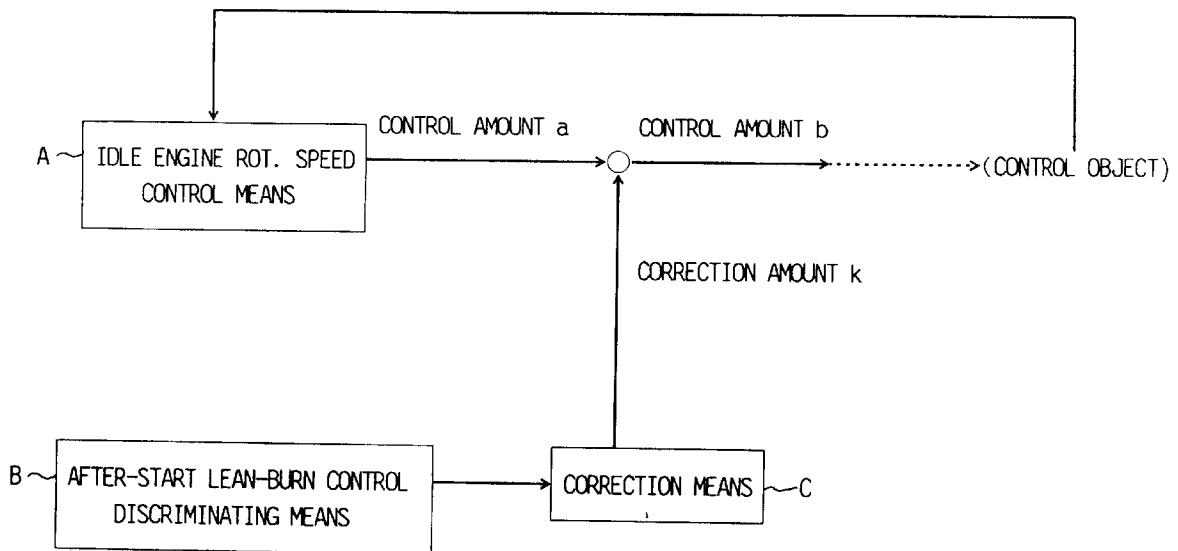 CONTROL AMOUNT a
CONTROL AMOUNT b
A
IDLE ENGINE ROT. SPEED
CONTROL MEANS
(CONTROL OBJECT)
CORRECTION AMOUNT k
B
AFTER-START LEAN-BURN CONTROL
DISCRIMINATING MEANS
CORRECTION MEANS
C